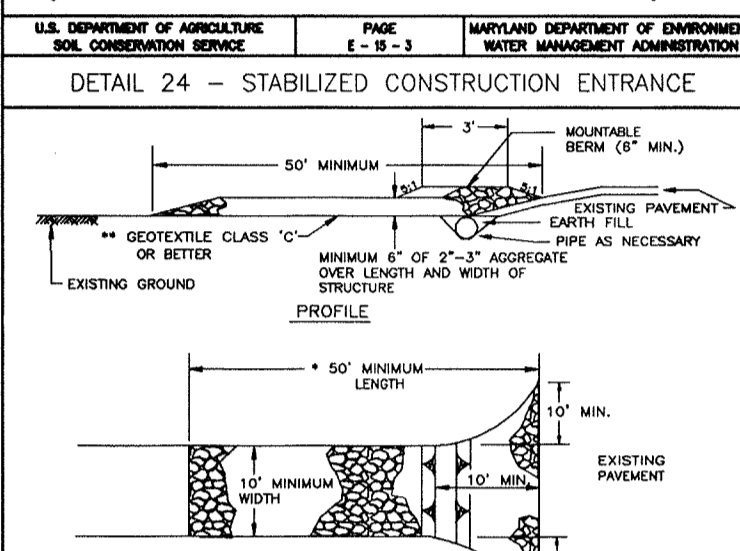 U.S. DEPARTMENT OF AGRICULTURE
SOIL CONSERVATION SERVICE
PAGE
E - 15 - 3
MARYLAND DEPARTMENT OF ENVIRONME
WATER MANAGEMENT ADMINISTRATION
DETAIL 24 - STABILIZED CONSTRUCTION ENTRANCE
3'
MOUNTABLE
BERM (6" MIN.)
50' MINIMUM
5:1
5:1
EXISTING PAVEMENT
EARTH FILL
PIPE AS NECESSARY
** GEOTEXTILE CLASS 'C'
OR BETTER
MINIMUM 6" OF 2"-3" AGGREGATE
OVER LENGTH AND WIDTH OF
STRUCTURE
EXISTING GROUND
PROFILE
* 50' MINIMUM
LENGTH
10' MIN.
EXISTING
PAVEMENT
10' MINIMUM
WIDTH
10' MIN.